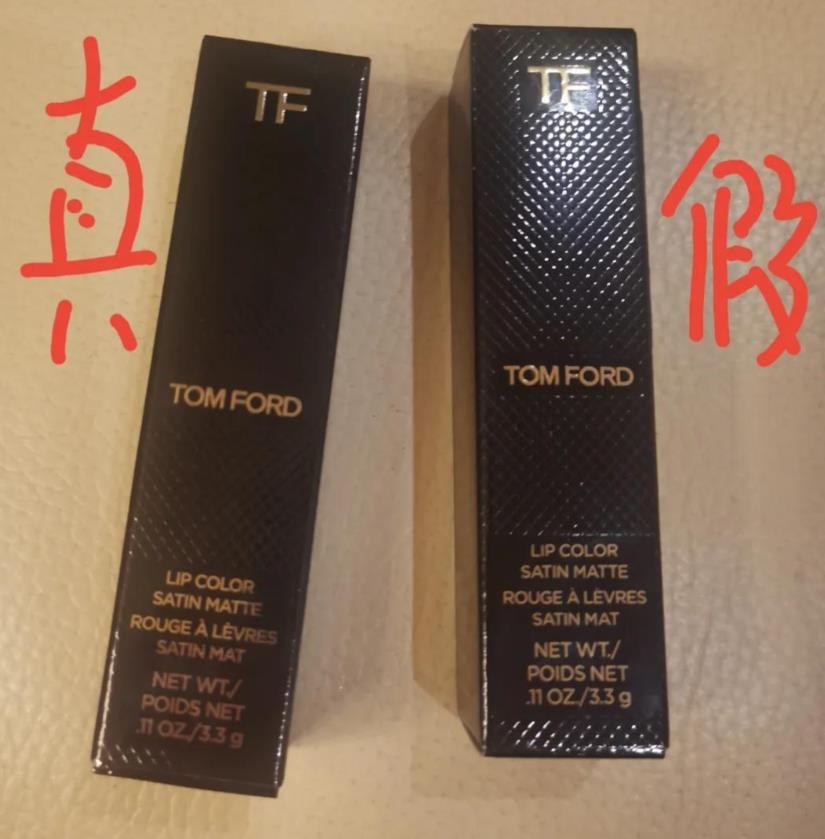 真
TF
TOM FORD
LIP COLOR
SATIN MATTE
ROUGE À LÈVRES
SATIN MAT
NET WT./
POIDS NET
.11 OZ./3.3 g
TF
TOM FORD
LIP COLOR
SATIN MATTE
ROUGE À LÈVRES
SATIN MAT
NET WT./
POIDS NET
.11 OZ./3.3 g
假